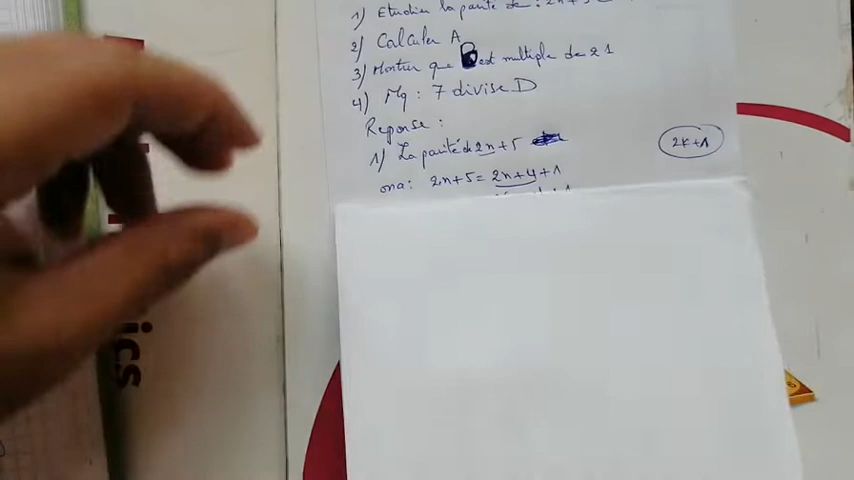 1) Etudier la parité de : 2n+5
2) Calculer A
3) Montrer que est multiple de 21
4) Mq : 7 divise D
Reponse :
1) La parité de 2n+5
2k+1
ona: 2n+5 = 2n+4+1
ics